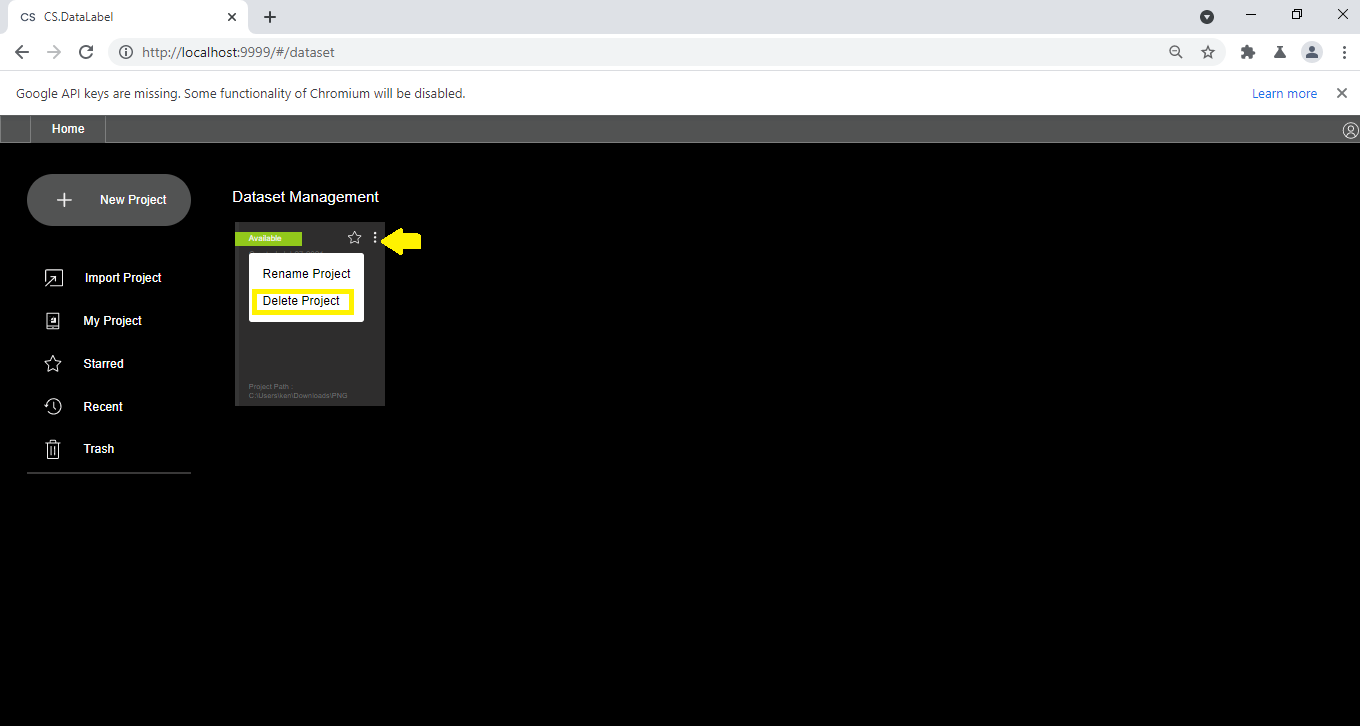 CS CS.DataLabel
http://localhost:9999/#/dataset
Google API keys are missing. Some functionality of Chromium will be disabled.
Learn more
Home
New Project
Import Project
My Project
Starred
Recent
Trash
Dataset Management
Available
Rename Project
Delete Project
Project Path :
C:\Users\ken\Downloads\PNG